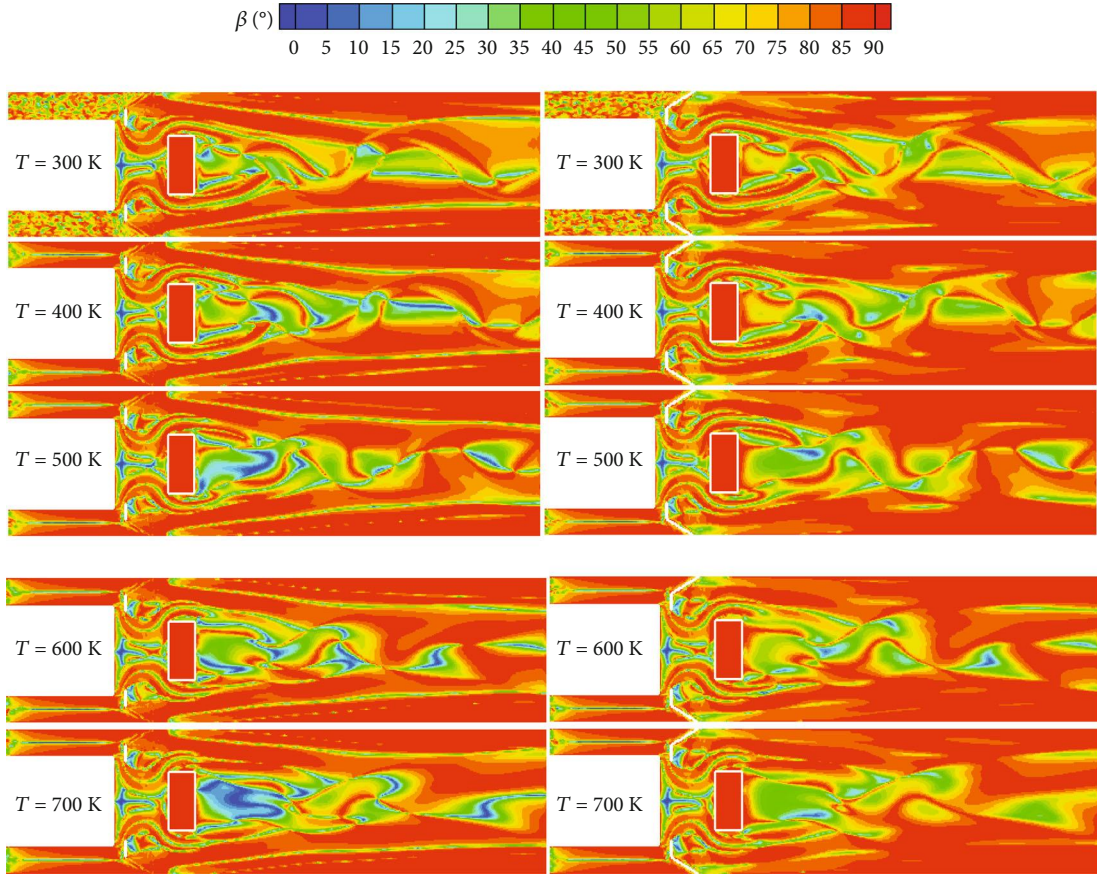 β (°)
0 5 10 15 20 25 30 35 40 45 50 55 60 65 70 75 80 85 90
T = 300 K T = 300 K
T = 400 K T = 400 K
T = 500 K T = 500 K
T = 600 K T = 600 K
T = 700 K T = 700 K